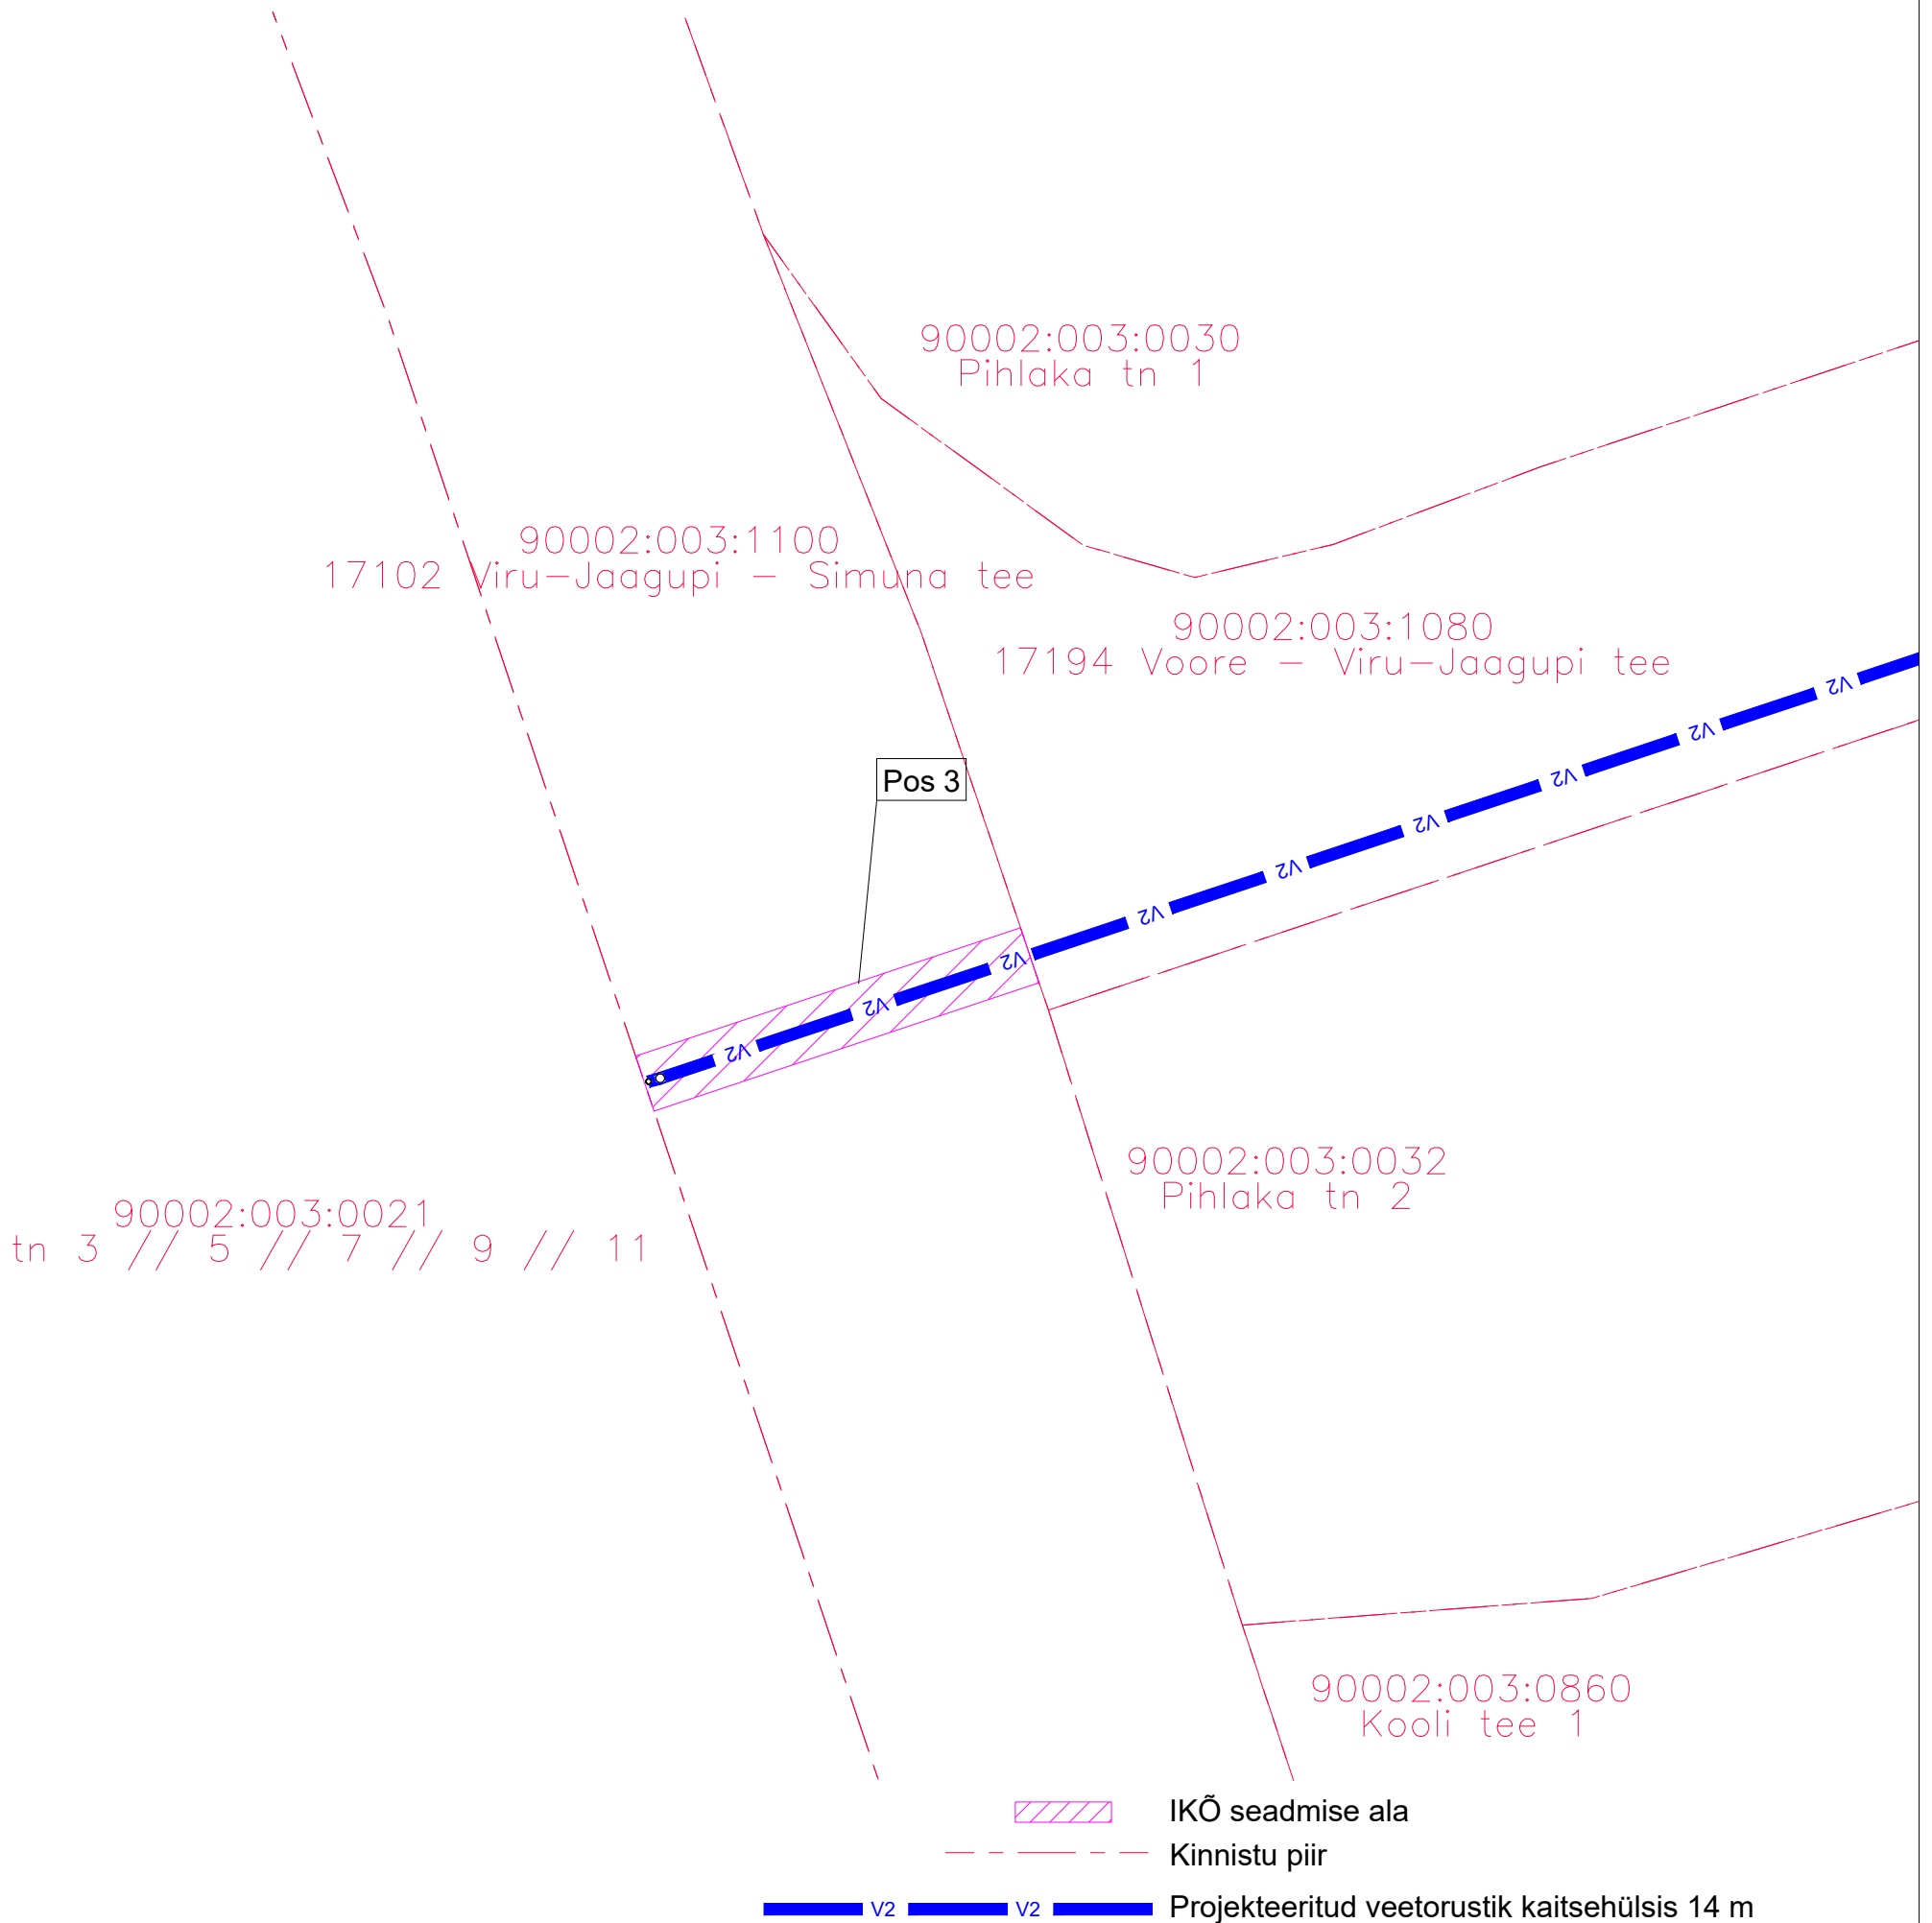 90002:003:0030
Pihlaka tn 1
90002:003:1100
17102 Viru-Jaagupi - Simuna tee
90002:003:1080
17194 Voore - Viru-Jaagupi tee
V2
V2
V2
V2
V2
V2
V2
V2
V2
Pos 3
90002:003:0032
Pihlaka tn 2
90002:003:0021
tn 3 // 5 // 7 // 9 // 11
90002:003:0860
Kooli tee 1
IKÕ seadmise ala
Kinnistu piir
V2 V2 Projekteeritud veetorustik kaitsehülsis 14 m